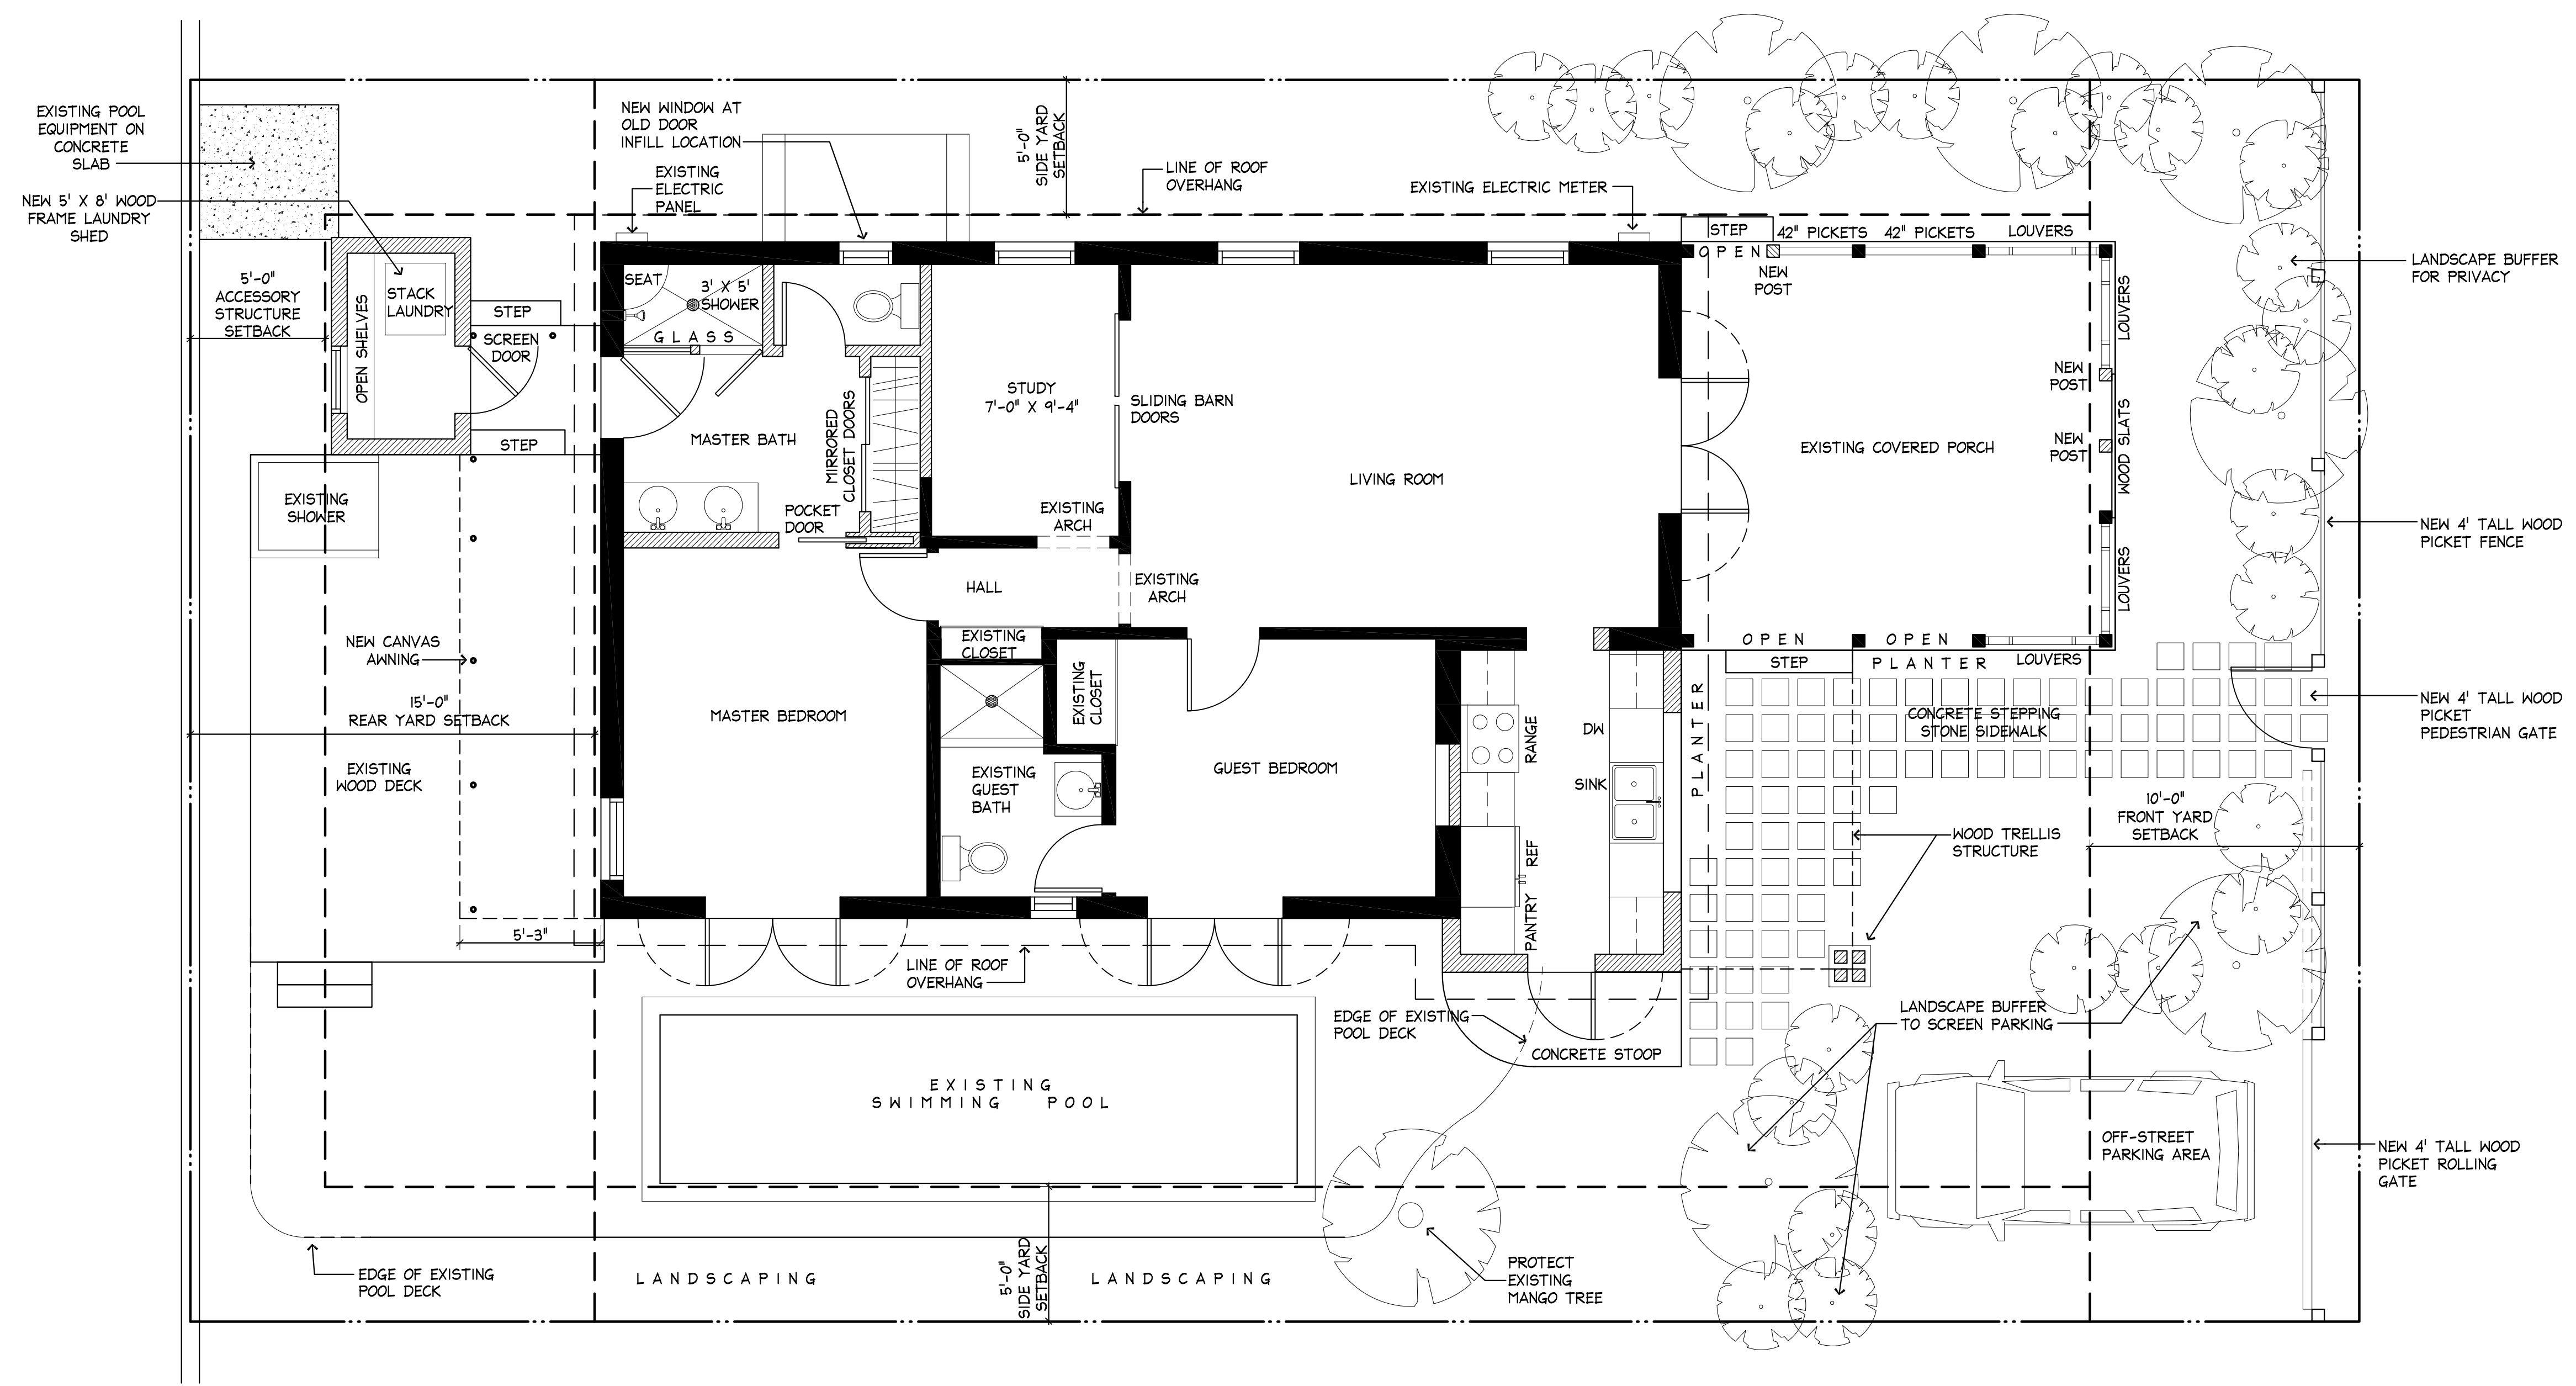 EXISTING POOL
EQUIPMENT ON
CONCRETE
SLAB
NEW 5' X 8' WOOD
FRAME LAUNDRY
SHED
5'-0"
ACCESSORY
STRUCTURE
SETBACK
OPEN SHELVES
STACK
LAUNDRY
STEP
SCREEN
DOOR
STEP
EXISTING
SHOWER
NEW CANVAS
AWNING
15'-0"
REAR YARD SETBACK
EXISTING
WOOD DECK
5'-3"
EDGE OF EXISTING
POOL DECK
NEW WINDOW AT
OLD DOOR
INFILL LOCATION
EXISTING
ELECTRIC
PANEL
5'-0"
SIDE YARD
SETBACK
LINE OF ROOF
OVERHANG
EXISTING ELECTRIC METER
SEAT
3' X 5'
SHOWER
GLASS
MASTER BATH
MIRRORED
CLOSET DOORS
POCKET
DOOR
STUDY
7'-0" X 9'-4"
SLIDING BARN
DOORS
EXISTING
ARCH
HALL
EXISTING
ARCH
LIVING ROOM
EXISTING
CLOSET
EXISTING
CLOSET
MASTER BEDROOM
EXISTING
GUEST
BATH
GUEST BEDROOM
RANGE
REF
PANTRY
DW
SINK
LINE OF ROOF
OVERHANG
EDGE OF EXISTING
POOL DECK
CONCRETE STOOP
EXISTING
SWIMMING POOL
LANDSCAPING
5'-0"
SIDE YARD
SETBACK
LANDSCAPING
PROTECT
EXISTING
MANGO TREE
STEP
OPEN
42" PICKETS
42" PICKETS
LOUVERS
NEW
POST
LOUVERS
NEW
POST
WOOD SLATS
NEW
POST
EXISTING COVERED PORCH
LOUVERS
OPEN
OPEN
LOUVERS
STEP
PLANTER
PLANTER
CONCRETE STEPPING
STONE SIDEWALK
10'-0"
FRONT YARD
SETBACK
WOOD TRELLIS
STRUCTURE
LANDSCAPE BUFFER
TO SCREEN PARKING
OFF-STREET
PARKING AREA
LANDSCAPE BUFFER
FOR PRIVACY
NEW 4' TALL WOOD
PICKET FENCE
NEW 4' TALL WOOD
PICKET
PEDESTRIAN GATE
NEW 4' TALL WOOD
PICKET ROLLING
GATE